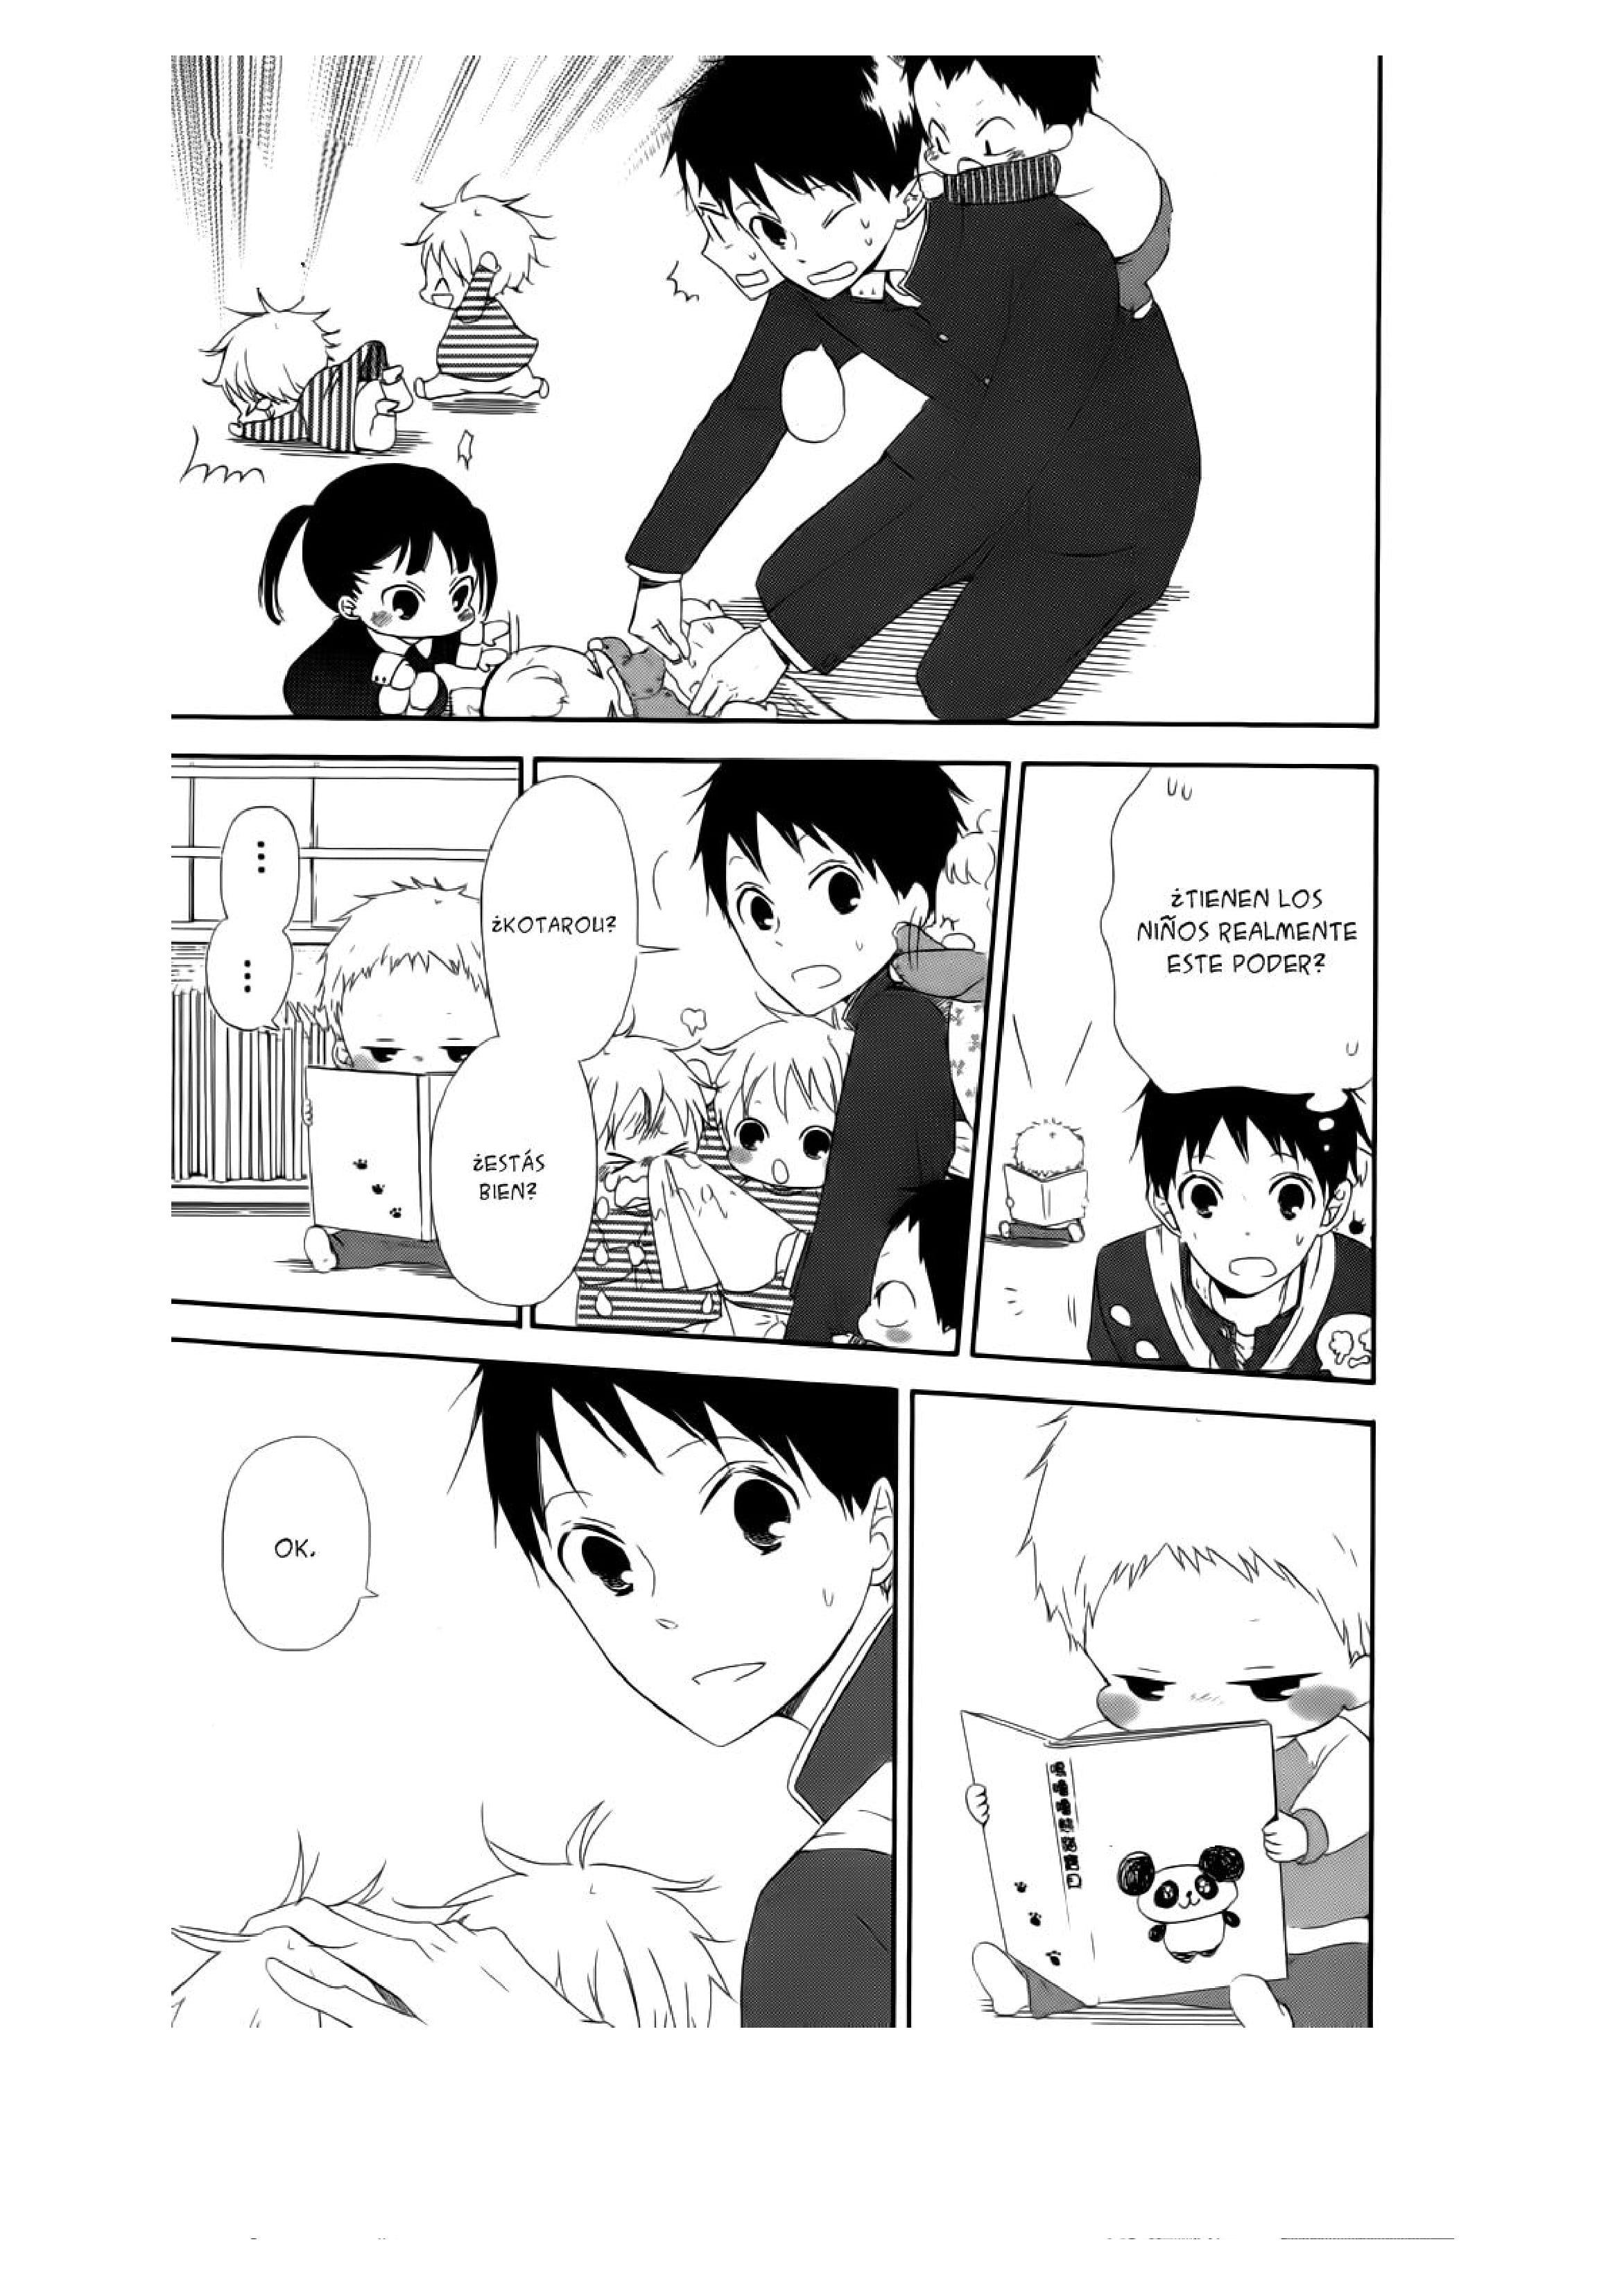 ¿TIENEN LOS
NIÑOS REALMENTE
ESTE PODER?
¿KOTAROU?
¿ESTÁS
BIEN?
...
...
OK.